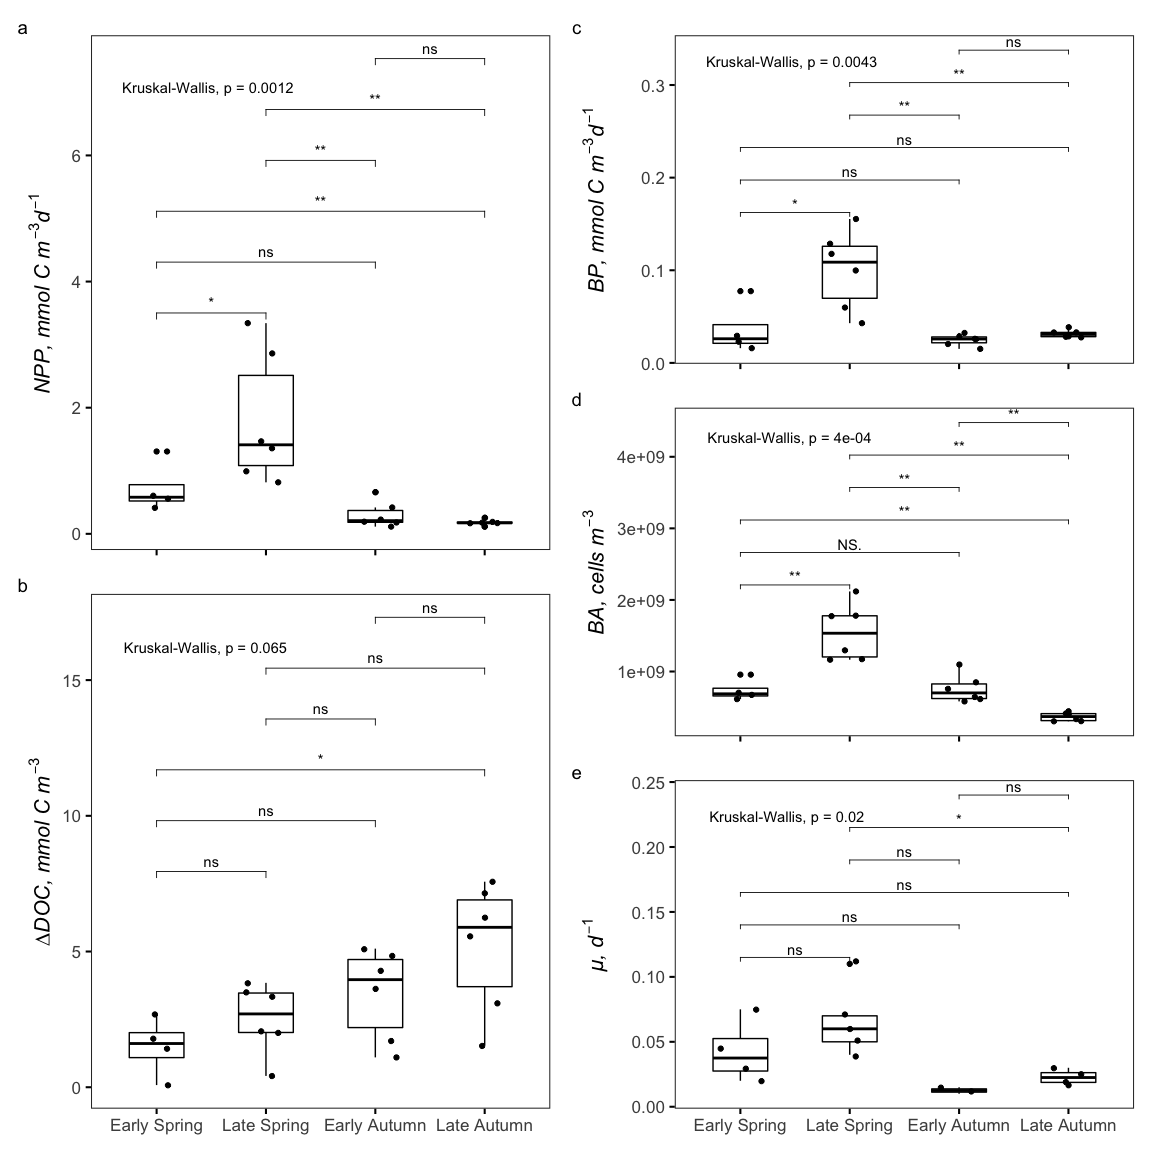 a
ns
Kruskal-Wallis, p = 0.0012
**
**
**
ns
*
6
4
2
0
NPP, mmol C m⁻³d⁻¹
b
ns
Kruskal-Wallis, p = 0.065
ns
ns
*
ns
ns
15
10
5
0
ΔDOC, mmol C m⁻³
Early Spring Late Spring Early Autumn Late Autumn
c
ns
Kruskal-Wallis, p = 0.0043
**
**
ns
ns
*
0.3
0.2
0.1
0.0
BP, mmol C m⁻³d⁻¹
d
**
Kruskal-Wallis, p = 4e-04
**
**
**
NS.
**
4e+09
3e+09
2e+09
1e+09
BA, cells m⁻³
e
ns
Kruskal-Wallis, p = 0.02
*
ns
ns
ns
ns
0.25
0.20
0.15
0.10
0.05
0.00
μ, d⁻¹
Early Spring Late Spring Early Autumn Late Autumn